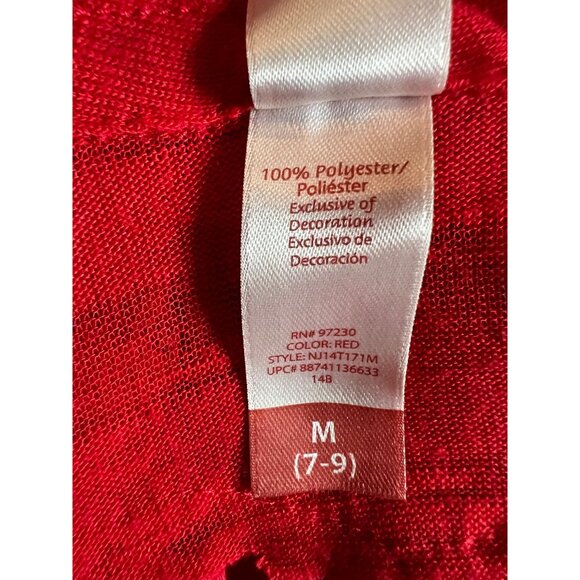 100% Polyester/
Poliéster
Exclusive of
Decoration
Exclusivo de
Decoración
RN# 97230
COLOR: RED
STYLE: NJ14T171M
UPC# 88741136633
14B
M
(7-9)